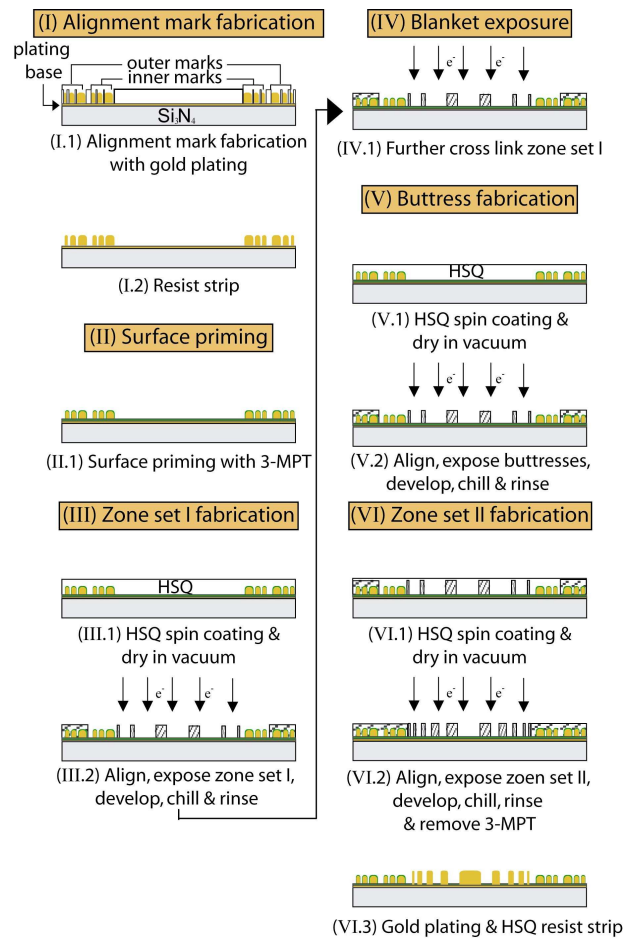 (I) Alignment mark fabrication
plating
base
outer marks
inner marks
Si₃N₄
(I.1) Alignment mark fabrication
with gold plating
(I.2) Resist strip
(II) Surface priming
(II.1) Surface priming with 3-MPT
(III) Zone set I fabrication
HSQ
(III.1) HSQ spin coating &
dry in vacuum
e⁻ e⁻
(III.2) Align, expose zone set I,
develop, chill & rinse
(IV) Blanket exposure
e⁻ e⁻
(IV.1) Further cross link zone set I
(V) Buttress fabrication
HSQ
(V.1) HSQ spin coating &
dry in vacuum
e⁻ e⁻
(V.2) Align, expose buttresses,
develop, chill & rinse
(VI) Zone set II fabrication
(VI.1) HSQ spin coating &
dry in vacuum
e⁻ e⁻
(VI.2) Align, expose zoen set II,
develop, chill, rinse
& remove 3-MPT
(VI.3) Gold plating & HSQ resist strip